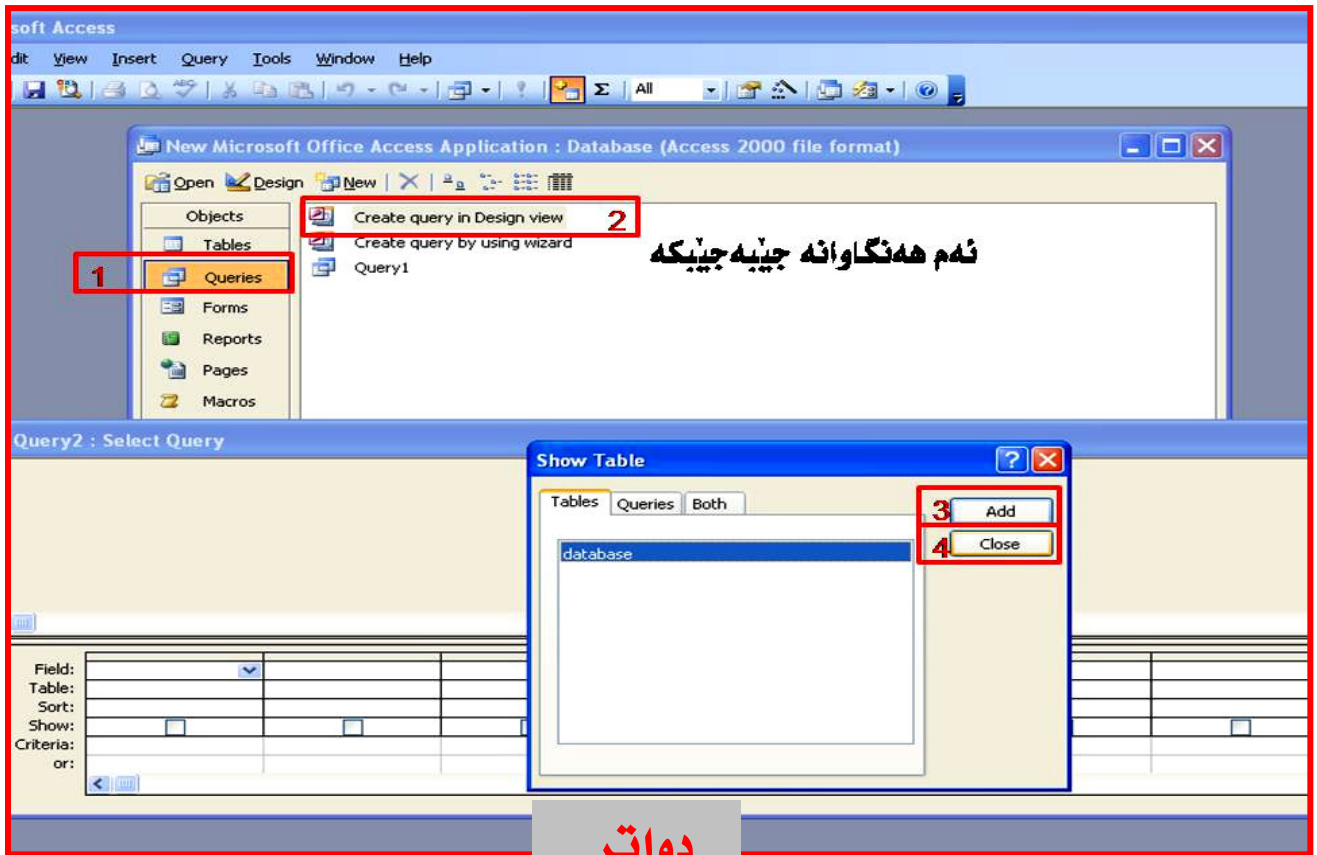 soft Access
dit View Insert Query Tools Window Help
All
New Microsoft Office Access Application : Database (Access 2000 file format)
Open Design New
Objects
Create query in Design view 2
Tables
Create query by using wizard
ئەم هەنگاوانە جێبەجێبکە
1 Queries
Query1
Forms
Reports
Pages
Macros
Query2 : Select Query
Show Table
Tables Queries Both
3 Add
4 Close
database
Field:
Table:
Sort:
Show:
Criteria:
or:
دواتر